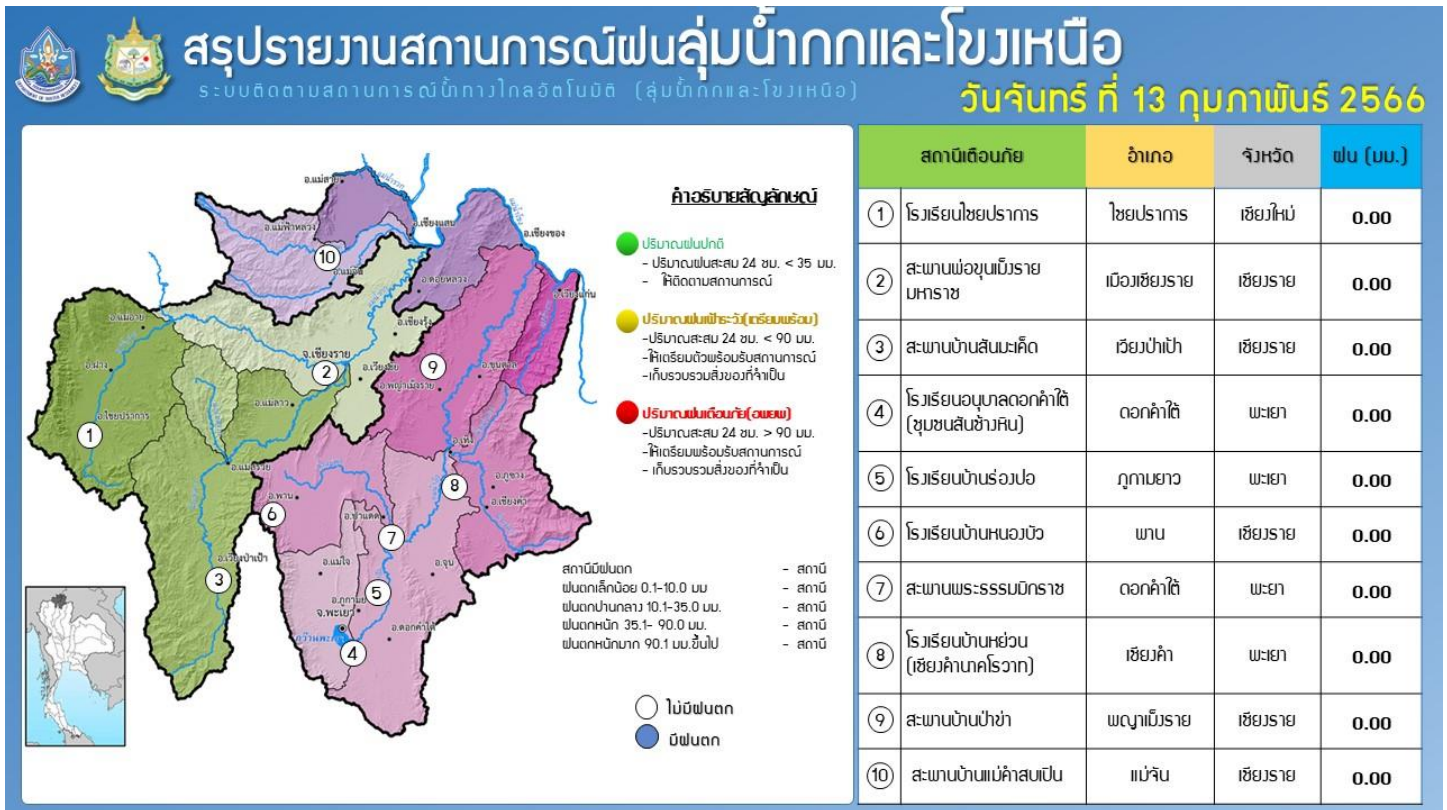 สรุปรายงานสถานการณ์ฝนลุ่มน้ำกกและโขงเหนือ
ระบบติดตามสถานการณ์น้ำทางไกลอัตโนมัติ (ลุ่มน้ำกกและโขงเหนือ)
วันจันทร์ ที่ 13 กุมภาพันธ์ 2566
อ.แม่สาย
อ.แม่ฟ้าหลวง
อ.เชียงแสน
อ.เชียงของ
10
อ.แม่จัน
อ.ดอยหลวง
อ.เวียงแก่น
อ.แม่อาย
อ.เชียงรุ้ง
จ.เชียงราย
2
อ.เวียงชัย
9
อ.ขุนตาล
อ.ฝาง
อ.พญาเม็งราย
อ.ไชยปราการ
อ.แม่ลาว
1
อ.เทิง
อ.แม่สรวย
8
อ.ภูซาง
อ.เชียงคำ
อ.พาน
6
อ.ป่าแดด
7
อ.เวียงป่าเป้า
3
อ.แม่ใจ
อ.จุน
5
อ.ภูกามยาว
จ.พะเยา
กว๊านพะเยา
อ.ดอกคำใต้
4
คำอธิบายสัญลักษณ์
ปริมาณฝนปกติ
- ปริมาณฝนสะสม 24 ชม. < 35 มม.
- ให้ติดตามสถานการณ์
ปริมาณฝนเฝ้าระวัง(เตรียมพร้อม)
-ปริมาณสะสม 24 ชม. < 90 มม.
-ให้เตรียมตัวพร้อมรับสถานการณ์
-เก็บรวบรวมสิ่งของที่จำเป็น
ปริมาณฝนเตือนภัย(อพยพ)
-ปริมาณสะสม 24 ชม. > 90 มม.
-ให้เตรียมพร้อมรับสถานการณ์
- เก็บรวบรวมสิ่งของที่จำเป็น
สถานีมีฝนตก - สถานี
ฝนตกเล็กน้อย 0.1-10.0 มม - สถานี
ฝนตกปานกลาง 10.1-35.0 มม. - สถานี
ฝนตกหนัก 35.1- 90.0 มม. - สถานี
ฝนตกหนักมาก 90.1 มม.ขึ้นไป - สถานี
ไม่มีฝนตก
มีฝนตก
สถานีเตือนภัย อำเภอ จังหวัด ฝน (มม.)
1 โรงเรียนไชยปราการ ไชยปราการ เชียงใหม่ 0.00
2 สะพานพ่อขุนเม็งราย
มหาราช เมืองเชียงราย เชียงราย 0.00
3 สะพานบ้านสันมะเค็ด เวียงป่าเป้า เชียงราย 0.00
4 โรงเรียนอนุบาลดอกคำใต้
(ชุมชนสันช้างหิน) ดอกคำใต้ พะเยา 0.00
5 โรงเรียนบ้านร่องปอ ภูกามยาว พะเยา 0.00
6 โรงเรียนบ้านหนองบัว พาน เชียงราย 0.00
7 สะพานพระธรรมมิกราช ดอกคำใต้ พะเยา 0.00
8 โรงเรียนบ้านหย่วน
(เชียงคำนาคโรวาท) เชียงคำ พะเยา 0.00
9 สะพานบ้านป่าข่า พญาเม็งราย เชียงราย 0.00
10 สะพานบ้านแม่คำสบเปิน แม่จัน เชียงราย 0.00